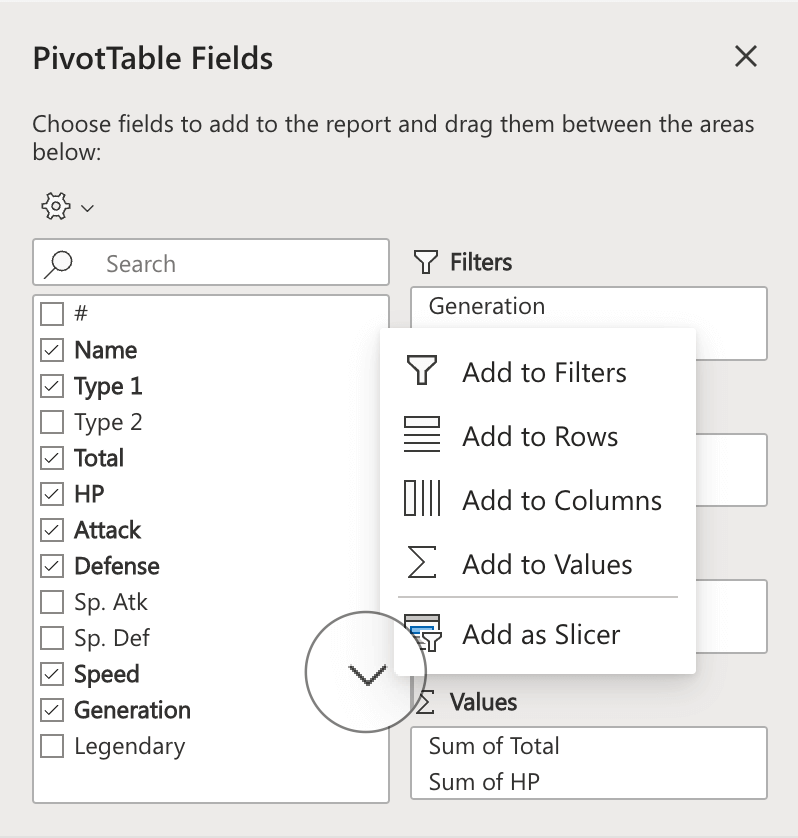 PivotTable Fields
Choose fields to add to the report and drag them between the areas
below:
Search
#
Name
Type 1
Type 2
Total
HP
Attack
Defense
Sp. Atk
Sp. Def
Speed
Generation
Legendary
Filters
Generation
Add to Filters
Add to Rows
Add to Columns
Add to Values
Add as Slicer
Values
Sum of Total
Sum of HP